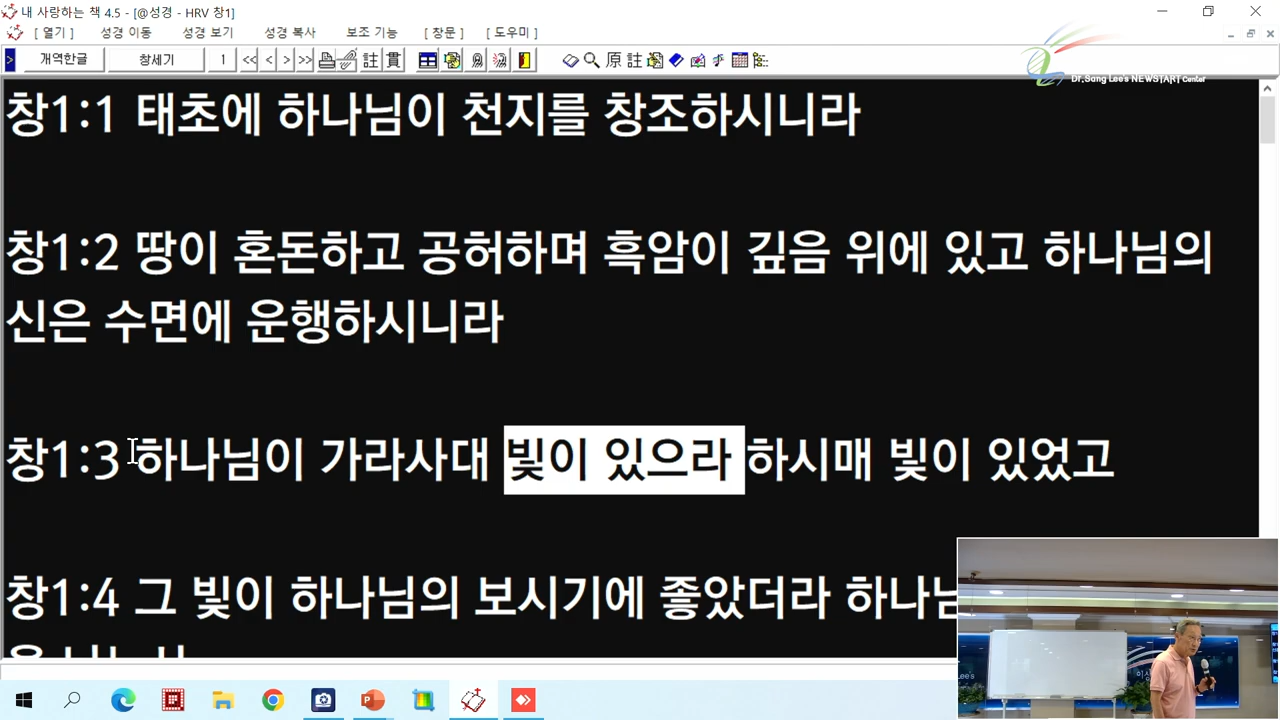 내 사랑하는 책 4.5 - [@성경 - HRV 창1]
[ 열기 ] 성경 이동 성경 보기 성경 복사 보조 기능 [ 창문 ] [ 도우미 ]
개역한글 창세기 1 << < > >> 註 貫 原 註
Dr.Sang Lee's NEWSTART Center
창1:1 태초에 하나님이 천지를 창조하시니라
창1:2 땅이 혼돈하고 공허하며 흑암이 깊음 위에 있고 하나님의
신은 수면에 운행하시니라
창1:3 하나님이 가라사대 빛이 있으라 하시매 빛이 있었고
창1:4 그 빛이 하나님의 보시기에 좋았더라